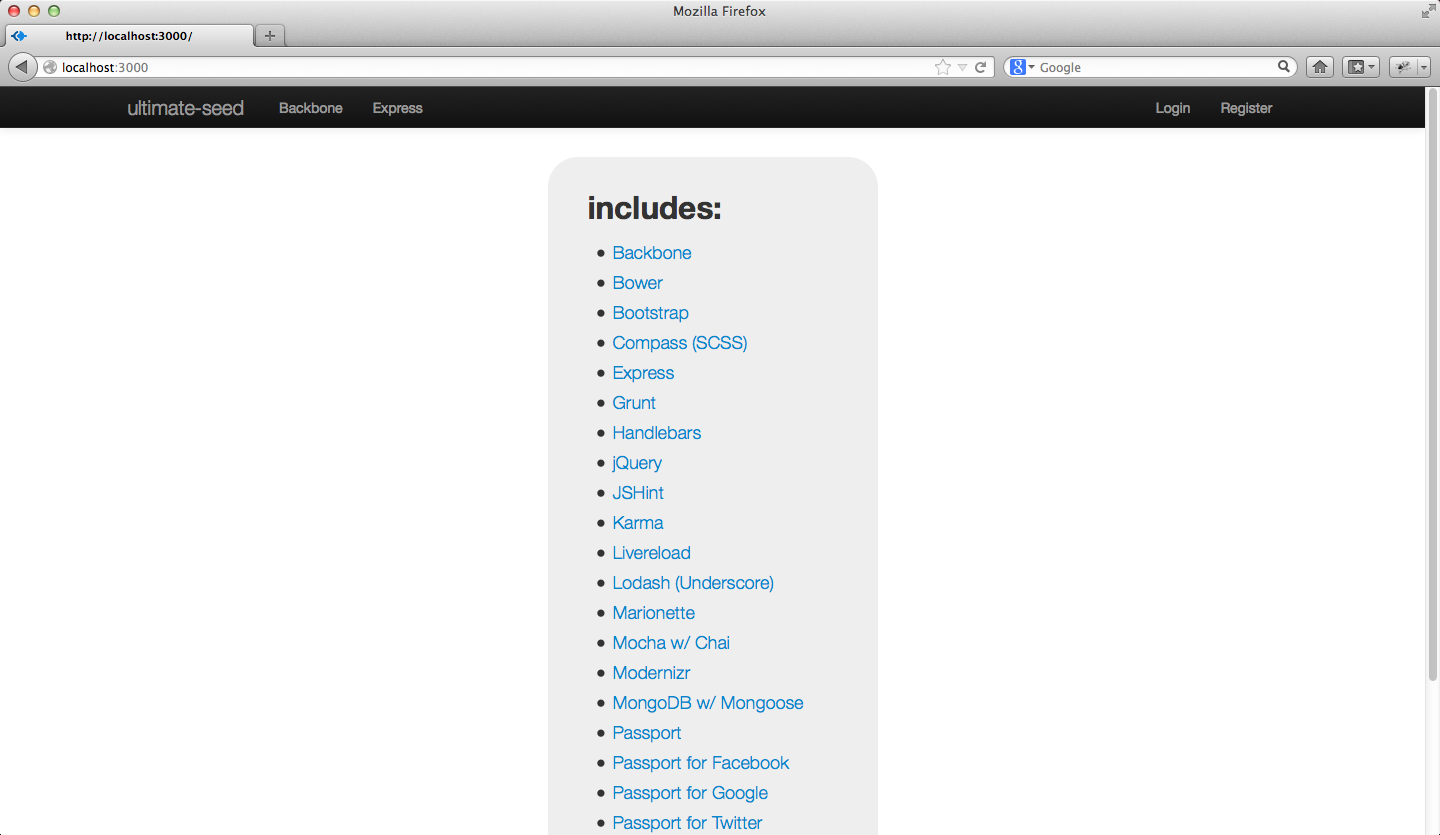 Mozilla Firefox
http://localhost:3000/
localhost:3000
Google
ultimate-seed Backbone Express Login Register
includes:
Backbone
Bower
Bootstrap
Compass (SCSS)
Express
Grunt
Handlebars
jQuery
JSHint
Karma
Livereload
Lodash (Underscore)
Marionette
Mocha w/ Chai
Modernizr
MongoDB w/ Mongoose
Passport
Passport for Facebook
Passport for Google
Passport for Twitter